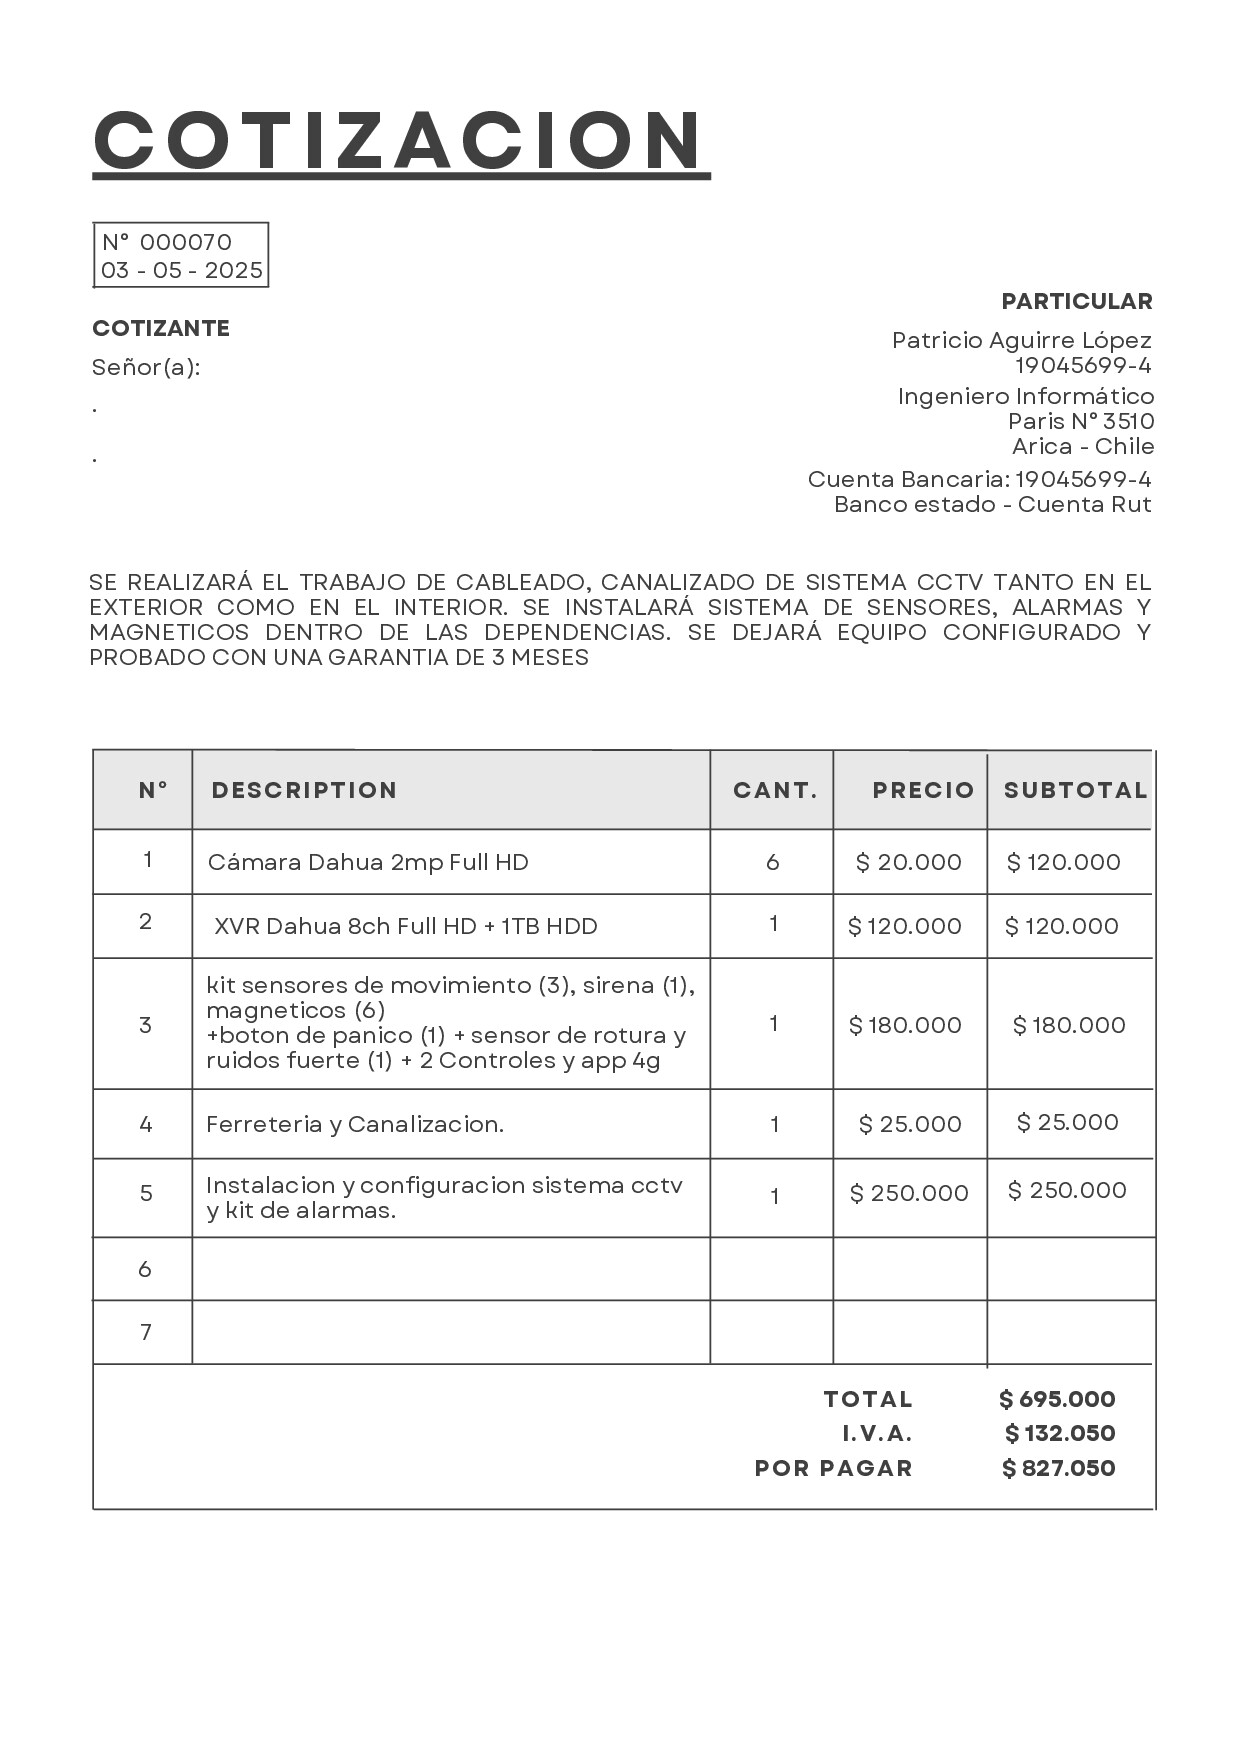 COTIZACION
N° 000070
03 - 05 - 2025
PARTICULAR
COTIZANTE
Patricio Aguirre López
Señor(a):
19045699-4
Ingeniero Informático
.
Paris N° 3510
Arica - Chile
.
Cuenta Bancaria: 19045699-4
Banco estado - Cuenta Rut
SE REALIZARÁ EL TRABAJO DE CABLEADO, CANALIZADO DE SISTEMA CCTV TANTO EN EL
EXTERIOR COMO EN EL INTERIOR. SE INSTALARÁ SISTEMA DE SENSORES, ALARMAS Y
MAGNETICOS DENTRO DE LAS DEPENDENCIAS. SE DEJARÁ EQUIPO CONFIGURADO Y
PROBADO CON UNA GARANTIA DE 3 MESES
N° DESCRIPTION CANT. PRECIO SUBTOTAL
1 Cámara Dahua 2mp Full HD 6 $ 20.000 $ 120.000
2 XVR Dahua 8ch Full HD + 1TB HDD 1 $ 120.000 $ 120.000
kit sensores de movimiento (3), sirena (1),
magneticos (6)
3 +boton de panico (1) + sensor de rotura y 1 $ 180.000 $ 180.000
ruidos fuerte (1) + 2 Controles y app 4g
4 Ferreteria y Canalizacion. 1 $ 25.000 $ 25.000
5 Instalacion y configuracion sistema cctv 1 $ 250.000 $ 250.000
y kit de alarmas.
6
7
TOTAL $ 695.000
I.V.A. $ 132.050
POR PAGAR $ 827.050